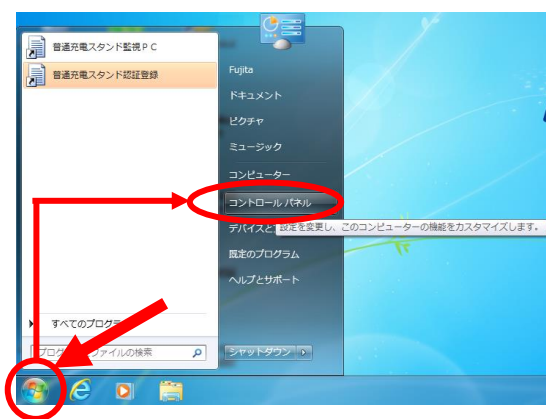 普通充電スタンド監視ＰＣ
普通充電スタンド認証登録
すべてのプログラ
プログ ファイルの検索
Fujita
ドキュメント
ピクチャ
ミュージック
コンピューター
コントロール パネル
デバイスと
設定を変更し、このコンピューターの機能をカスタマイズします。
既定のプログラム
ヘルプとサポート
シャットダウン